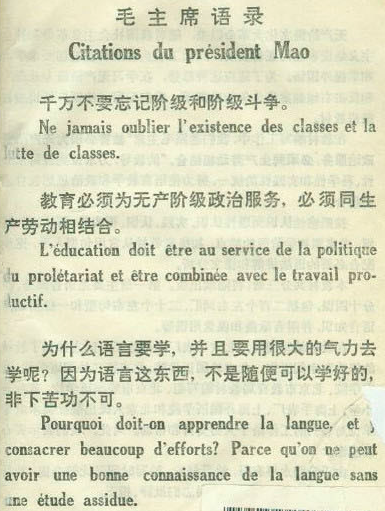 毛主席语录
Citations du président Mao
千万不要忘记阶级和阶级斗争。
Ne jamais oublier l'existence des classes et la
lutte de classes.
教育必须为无产阶级政治服务，必须同生
产劳动相结合。
L'éducation doit être au service de la politique
du prolétariat et être combinée avec le travail pro-
ductif.
为什么语言要学，并且要用很大的气力去
学呢？因为语言这东西，不是随便可以学好的，
非下苦功不可。
Pourquoi doit-on apprendre la langue, et y
consacrer beaucoup d'efforts? Parce qu'on ne peut
avoir une bonne connaissance de la langue sans
une étude assidue.